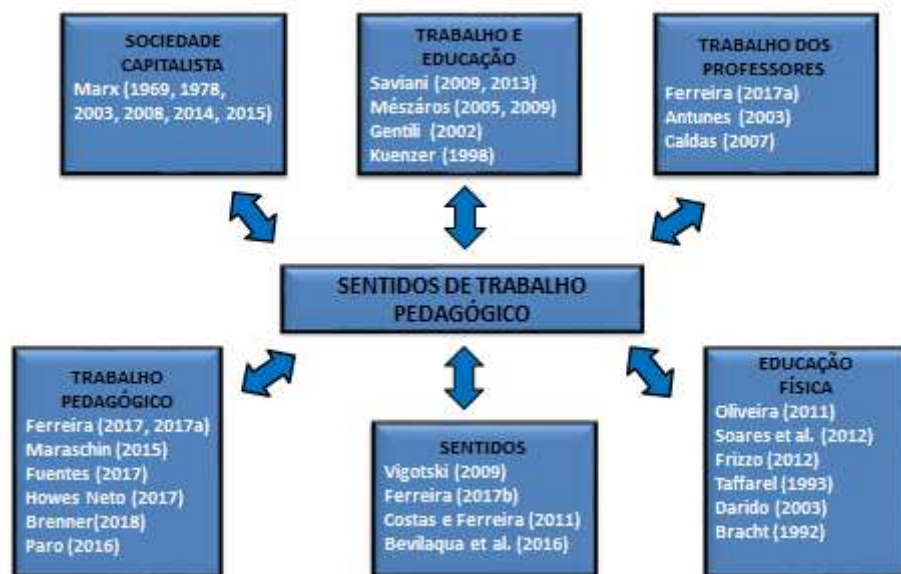 SOCIEDADE
CAPITALISTA
Marx (1969, 1978,
2003, 2008, 2014, 2015)
TRABALHO E
EDUCAÇÃO
Saviani (2009, 2013)
Mészáros (2005, 2009)
Gentili (2002)
Kuenzer (1998)
TRABALHO DOS
PROFESSORES
Ferreira (2017a)
Antunes (2003)
Caldas (2007)
SENTIDOS DE TRABALHO
PEDAGÓGICO
TRABALHO
PEDAGÓGICO
Ferreira (2017, 2017a)
Maraschin (2015)
Fuentes (2017)
Howes Neto (2017)
Brenner(2018)
Paro (2016)
SENTIDOS
Vigotski (2009)
Ferreira (2017b)
Costas e Ferreira (2011)
Bevilaqua et al. (2016)
EDUCAÇÃO
FÍSICA
Oliveira (2011)
Soares et al. (2012)
Frizzo (2012)
Taffarel (1993)
Darido (2003)
Bracht (1992)